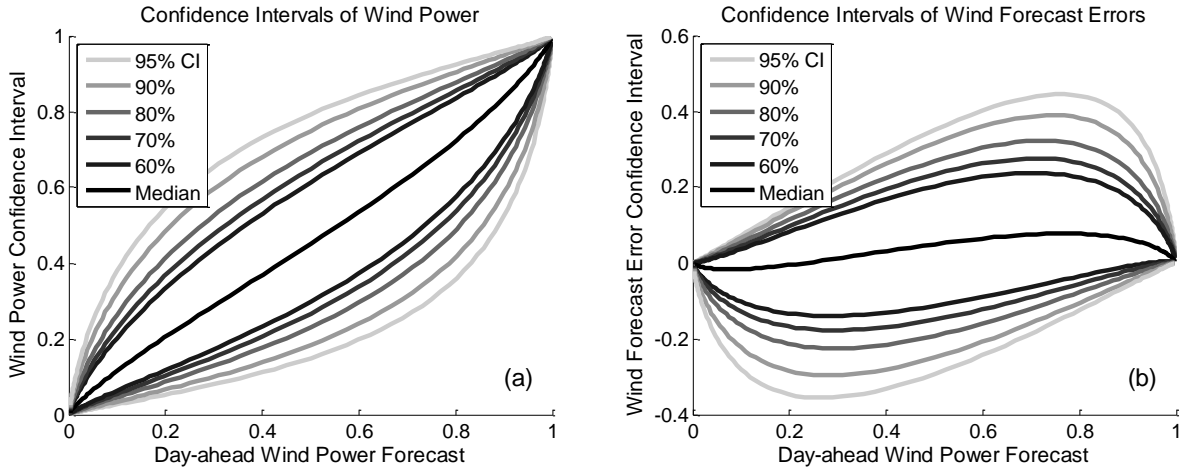 Confidence Intervals of Wind Power
Wind Power Confidence Interval
1
0.8
0.6
0.4
0.2
0
95% CI
90%
80%
70%
60%
Median
(a)
0
0.2
0.4
0.6
0.8
1
Day-ahead Wind Power Forecast
Confidence Intervals of Wind Forecast Errors
Wind Forecast Error Confidence Interval
0.6
0.4
0.2
0
-0.2
-0.4
95% CI
90%
80%
70%
60%
Median
(b)
0
0.2
0.4
0.6
0.8
1
Day-ahead Wind Power Forecast